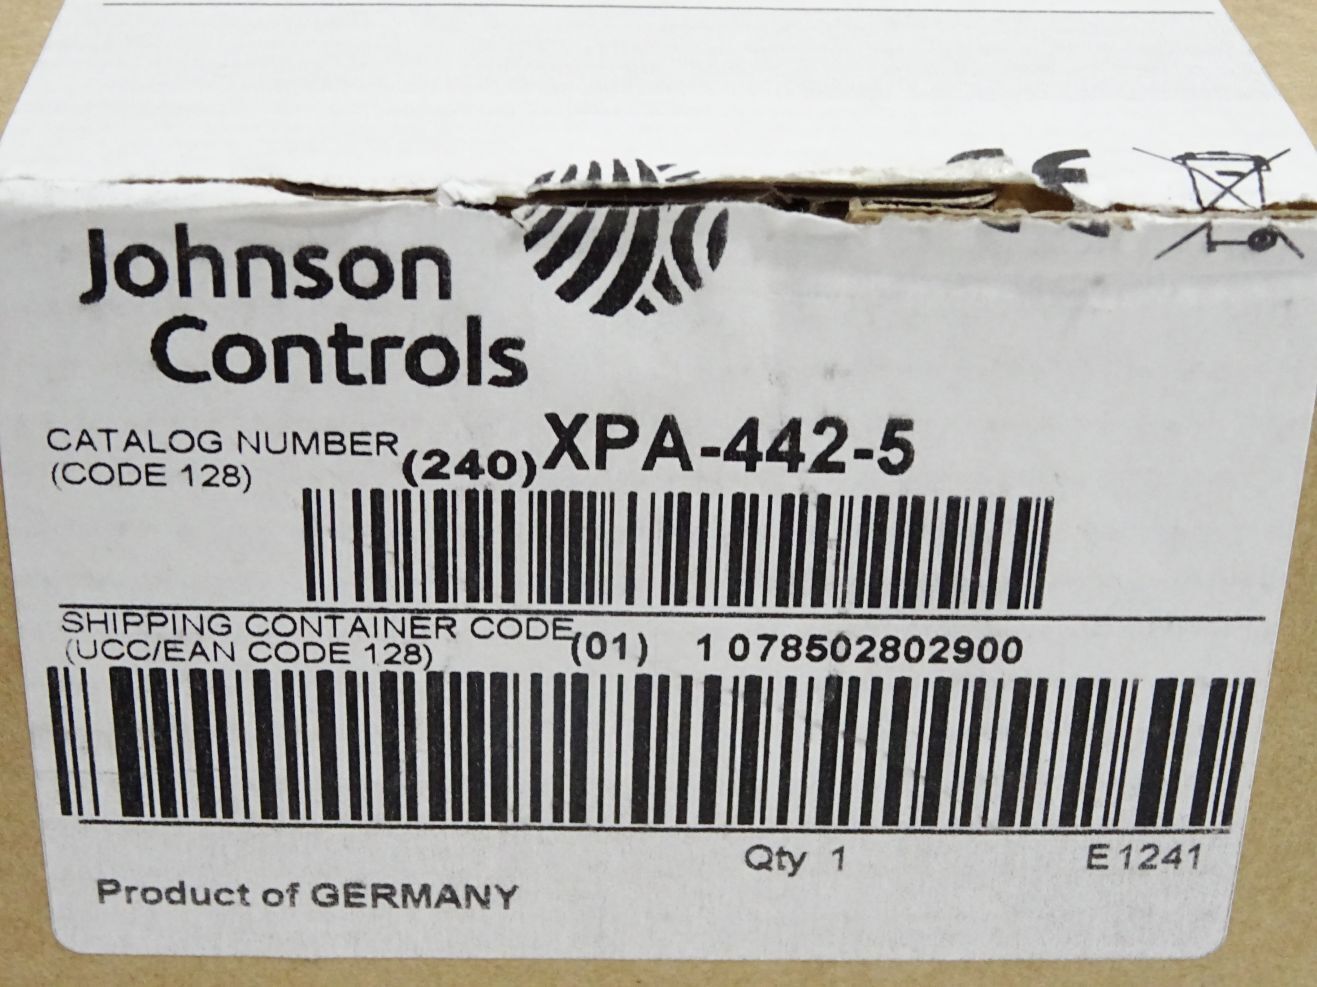 Johnson
Controls
CE
CATALOG NUMBER
(CODE 128)
(240)XPA-442-5
SHIPPING CONTAINER CODE
(UCC/EAN CODE 128)
(01) 1 078502802900
Qty 1
E1241
Product of GERMANY